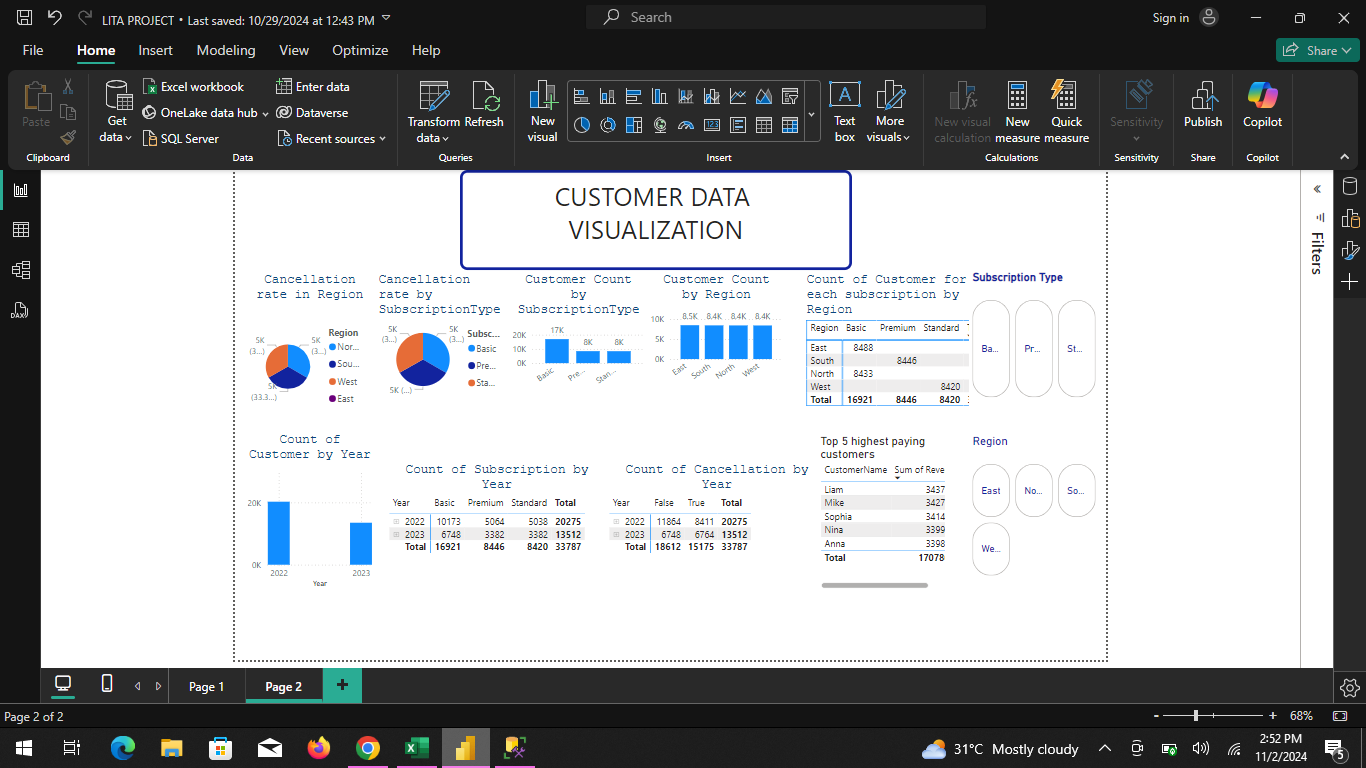 LITA PROJECT • Last saved: 10/29/2024 at 12:43 PM
Search
Sign in
File Home Insert Modeling View Optimize Help
Share
Paste
Clipboard
Get data
Excel workbook
OneLake data hub
SQL Server
Enter data
Dataverse
Recent sources
Data
Transform data
Refresh
Queries
New visual
Text box
More visuals
Insert
New visual calculation
New measure
Quick measure
Calculations
Sensitivity
Sensitivity
Publish
Share
Copilot
Copilot
CUSTOMER DATA
VISUALIZATION
Cancellation
rate in Region
5K
(3...)
5K
(3...)
5K
(33.3...)
Region
Nor...
Sou...
West
East
Cancellation
rate by
SubscriptionType
5K
(3...)
5K
(3...)
5K (...)
Subsc...
Basic
Pre...
Sta...
Customer Count
by
SubscriptionType
20K
10K
0K
17K
8K
8K
Basic
Pre...
Stan...
Customer Count
by Region
10K
5K
0K
8.5K 8.4K 8.4K 8.4K
East South North West
Count of Customer for
each subscription by
Region
Region Basic Premium Standard
East 8488
South 8446
North 8433
West 8420
Total 16921 8446 8420
Subscription Type
Ba... Pr... St...
Count of
Customer by Year
20K
0K
2022 2023
Year
Count of Subscription by
Year
Year Basic Premium Standard Total
2022 10173 5064 5038 20275
2023 6748 3382 3382 13512
Total 16921 8446 8420 33787
Count of Cancellation by
Year
Year False True Total
2022 11864 8411 20275
2023 6748 6764 13512
Total 18612 15175 33787
Top 5 highest paying
customers
CustomerName Sum of Reve
Liam 3437
Mike 3427
Sophia 3414
Nina 3399
Anna 3398
Total 17078
Region
East No... So...
We...
Filters
DAX
Page 1
Page 2
Page 2 of 2
- + 68%
31°C Mostly cloudy
2:52 PM
11/2/2024
5